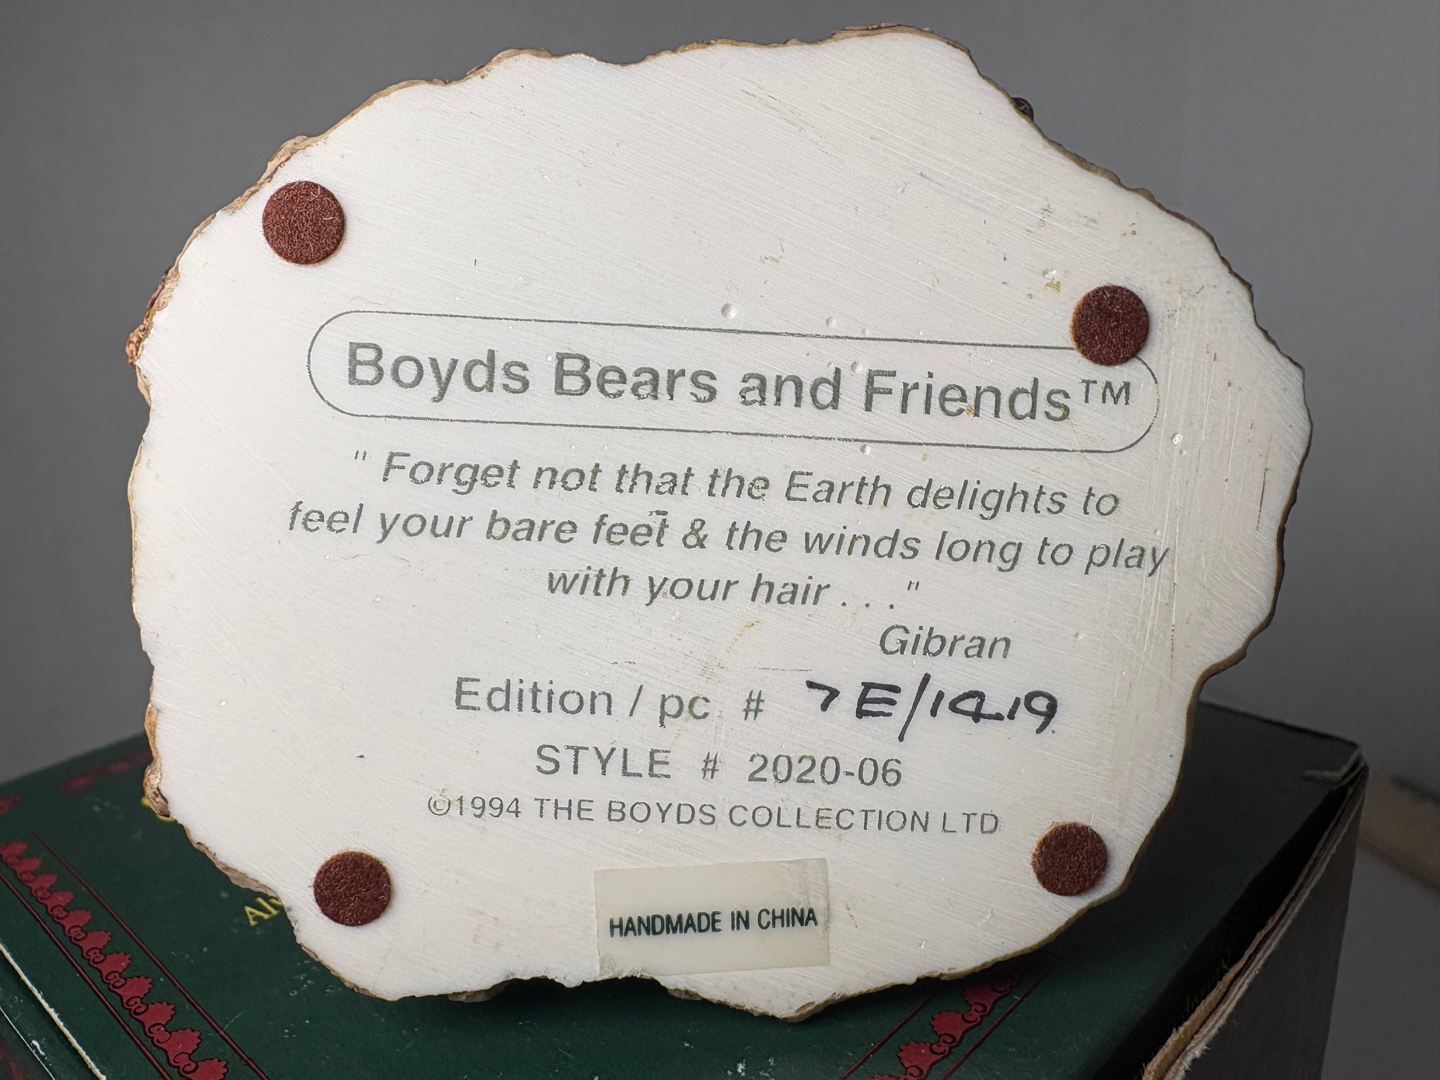 Boyds Bears and Friends™
" Forget not that the Earth delights to
feel your bare feet & the winds long to play
with your hair . . ."
Gibran
Edition / pc # 7E/1419
STYLE # 2020-06
©1994 THE BOYDS COLLECTION LTD
HANDMADE IN CHINA